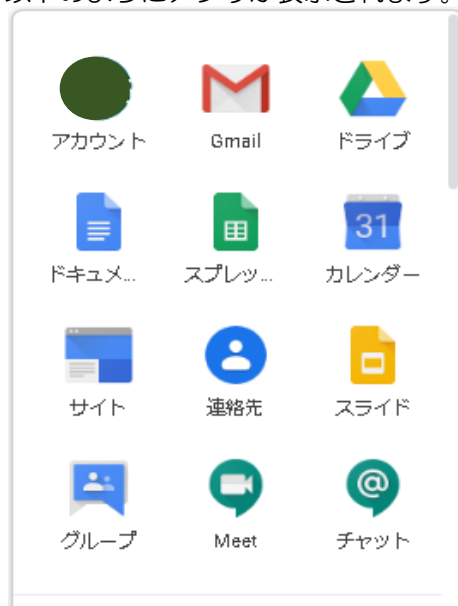 以下のようにアプリが表示されます。
アカウント Gmail ドライブ
31
ドキュメ... スプレッ... カレンダー
サイト 連絡先 スライド
@
グループ Meet チャット